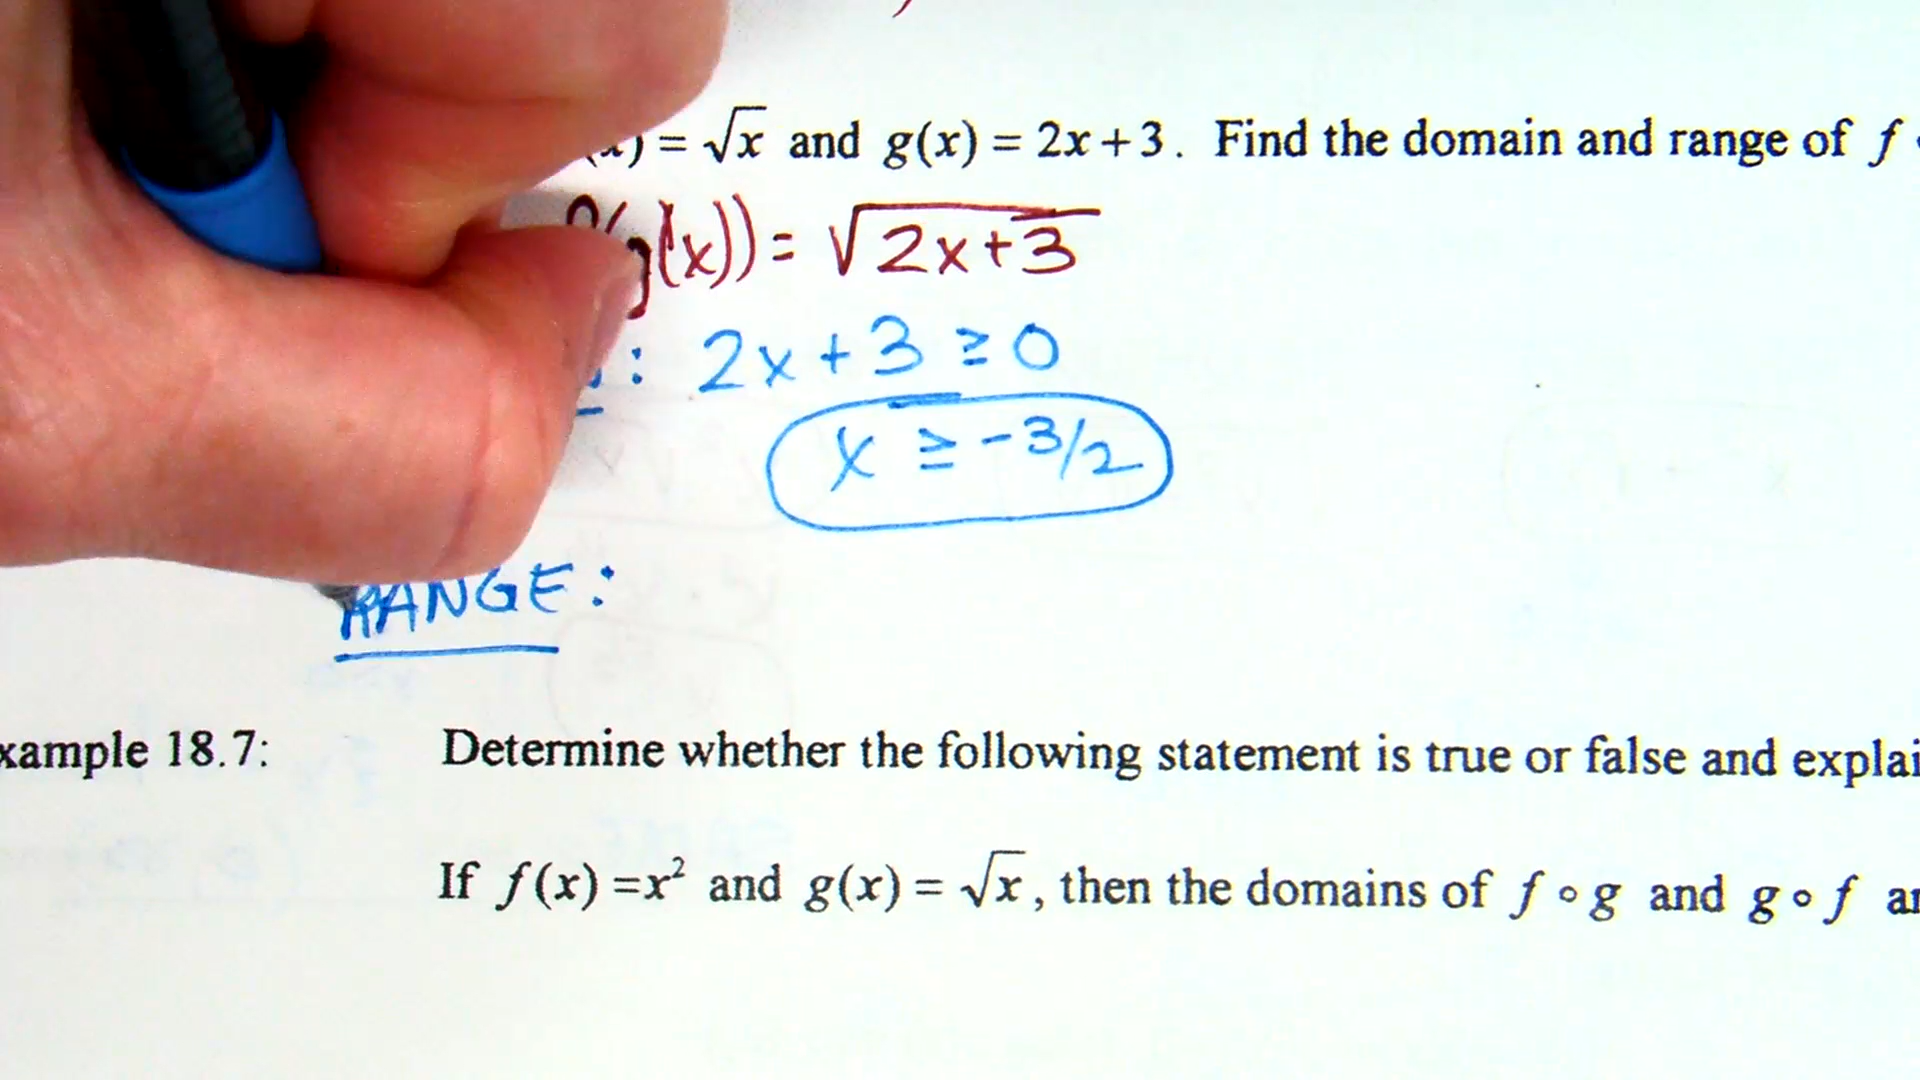 = √x and g(x) = 2x + 3. Find the domain and range of f
(x)) = √2x+3
: 2x + 3 ≥ 0
x ≥ -3/2
RANGE:
xample 18.7: Determine whether the following statement is true or false and explai
If f(x) =x² and g(x) = √x, then the domains of f ∘ g and g ∘ f ar